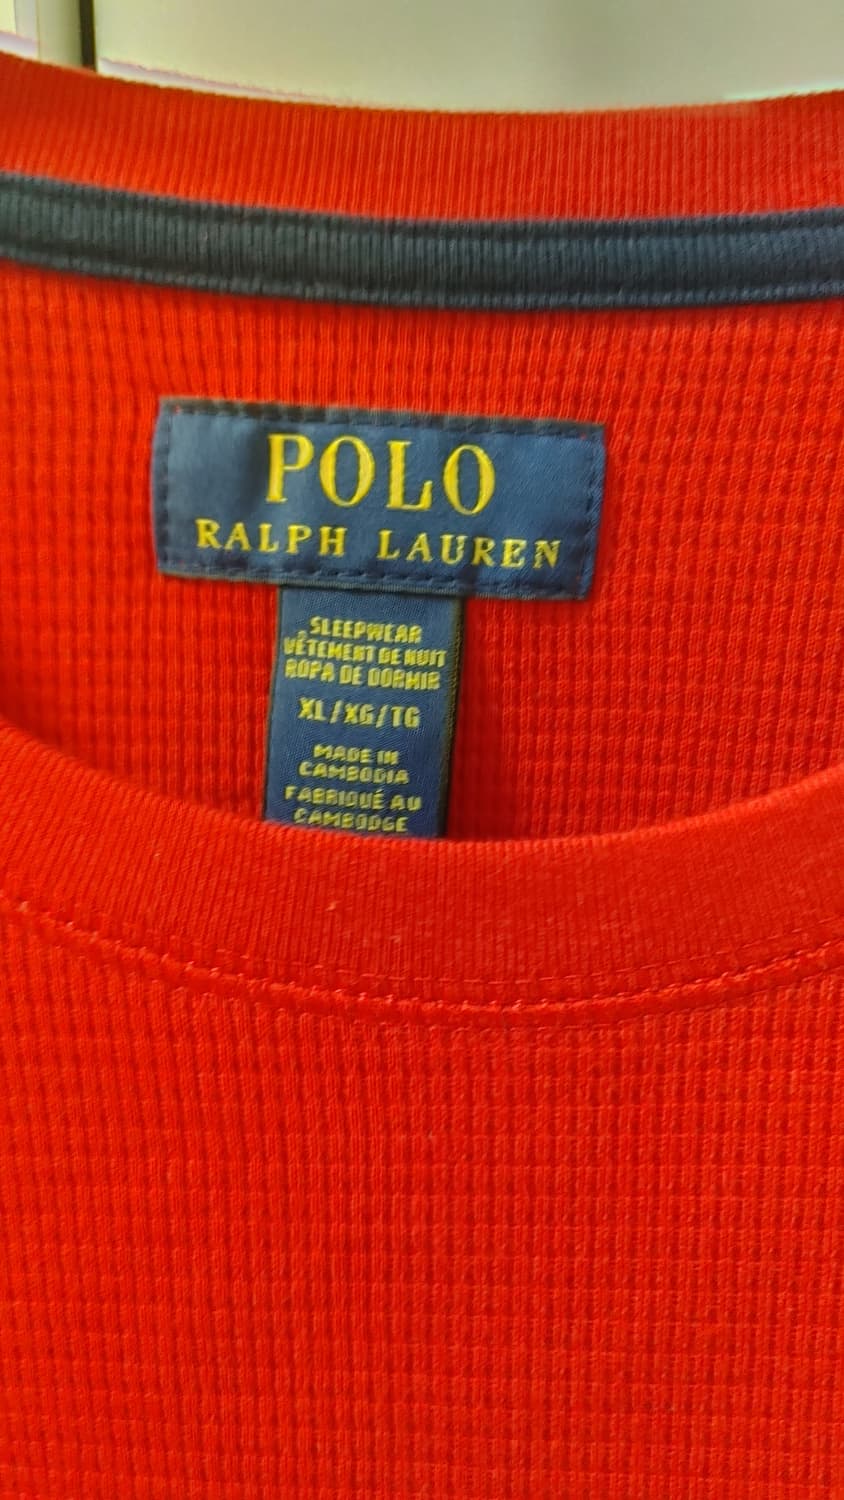 POLO
RALPH LAUREN
SLEEPWEAR
VÊTEMENT DE NUIT
ROPA DE DORMIR
XL/XG/TG
MADE IN
CAMBODIA
FABRIQUÉ AU
CAMBODGE